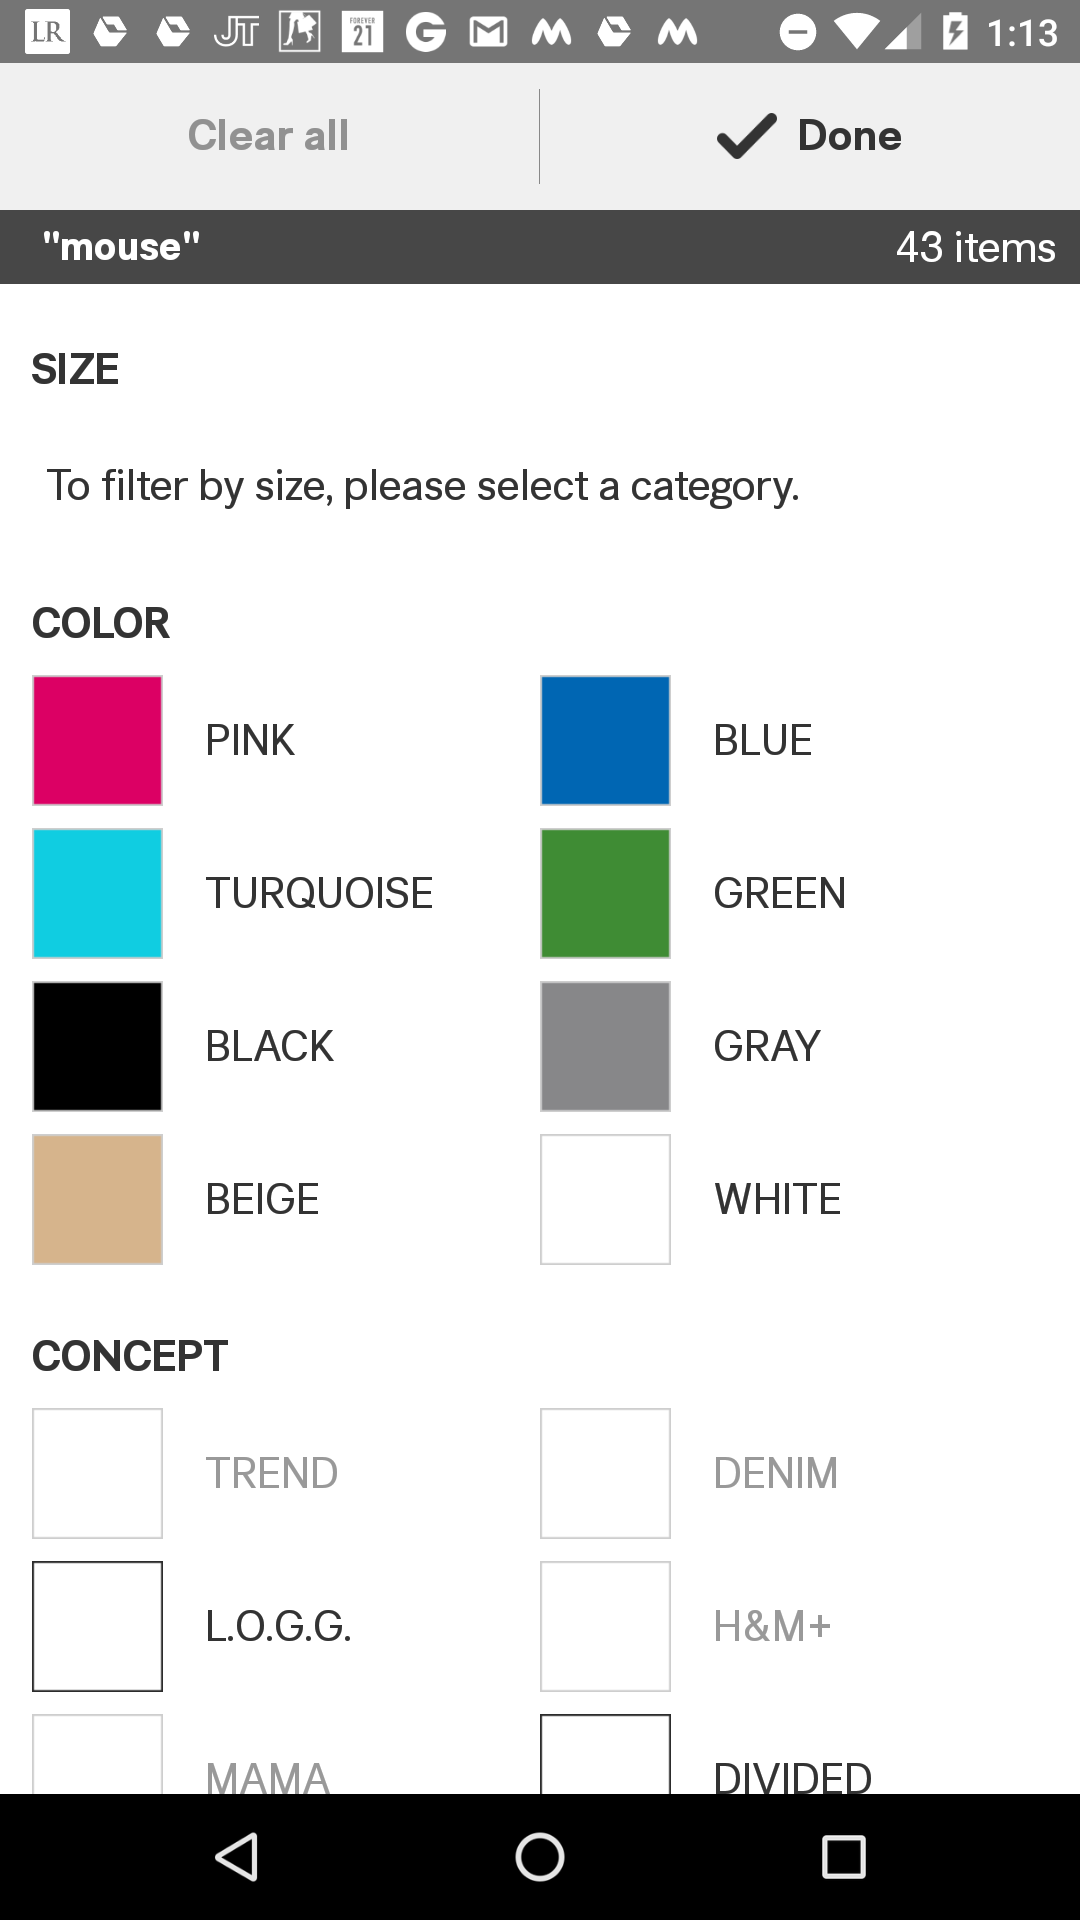 LR JT FOREVER 21 G M 1:13
Clear all Done
"mouse" 43 items
SIZE
To filter by size, please select a category.
COLOR
PINK BLUE
TURQUOISE GREEN
BLACK GRAY
BEIGE WHITE
CONCEPT
TREND DENIM
L.O.G.G. H&M+
MAMA DIVIDED